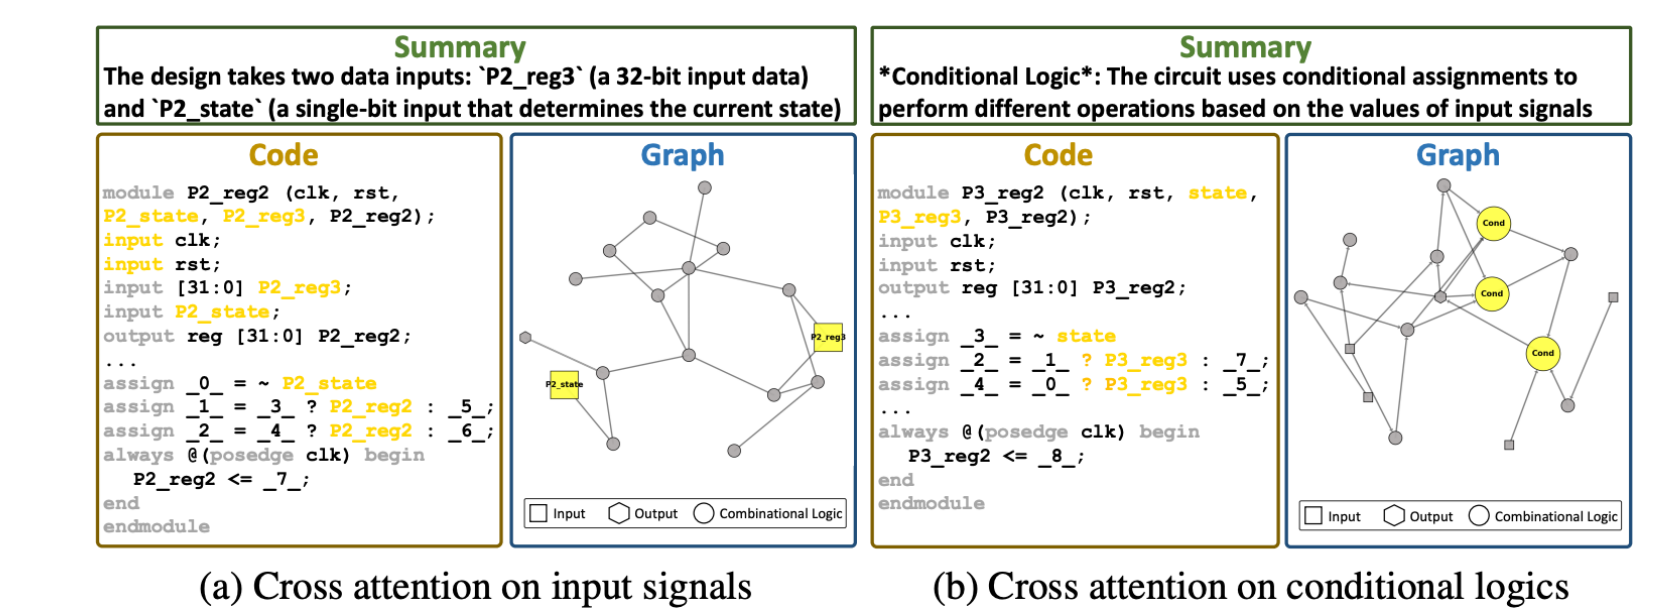 Summary
The design takes two data inputs: `P2_reg3` (a 32-bit input data)
and `P2_state` (a single-bit input that determines the current state)
Code
module P2_reg2 (clk, rst,
P2_state, P2_reg3, P2_reg2);
input clk;
input rst;
input [31:0] P2_reg3;
input P2_state;
output reg [31:0] P2_reg2;
...
assign _0_ = ~ P2_state
assign _1_ = _3_ ? P2_reg2 : _5_;
assign _2_ = _4_ ? P2_reg2 : _6_;
always @(posedge clk) begin
P2_reg2 <= _7_;
end
endmodule
Graph
P2_reg3
P2_state
Input
Output
Combinational Logic
(a) Cross attention on input signals
Summary
*Conditional Logic*: The circuit uses conditional assignments to
perform different operations based on the values of input signals
Code
module P3_reg2 (clk, rst, state,
P3_reg3, P3_reg2);
input clk;
input rst;
output reg [31:0] P3_reg2;
...
assign _3_ = ~ state
assign _2_ = _1_ ? P3_reg3 : _7_;
assign _4_ = _0_ ? P3_reg3 : _5_;
...
always @(posedge clk) begin
P3_reg2 <= _8_;
end
endmodule
Graph
Cond
Cond
Cond
Input
Output
Combinational Logic
(b) Cross attention on conditional logics